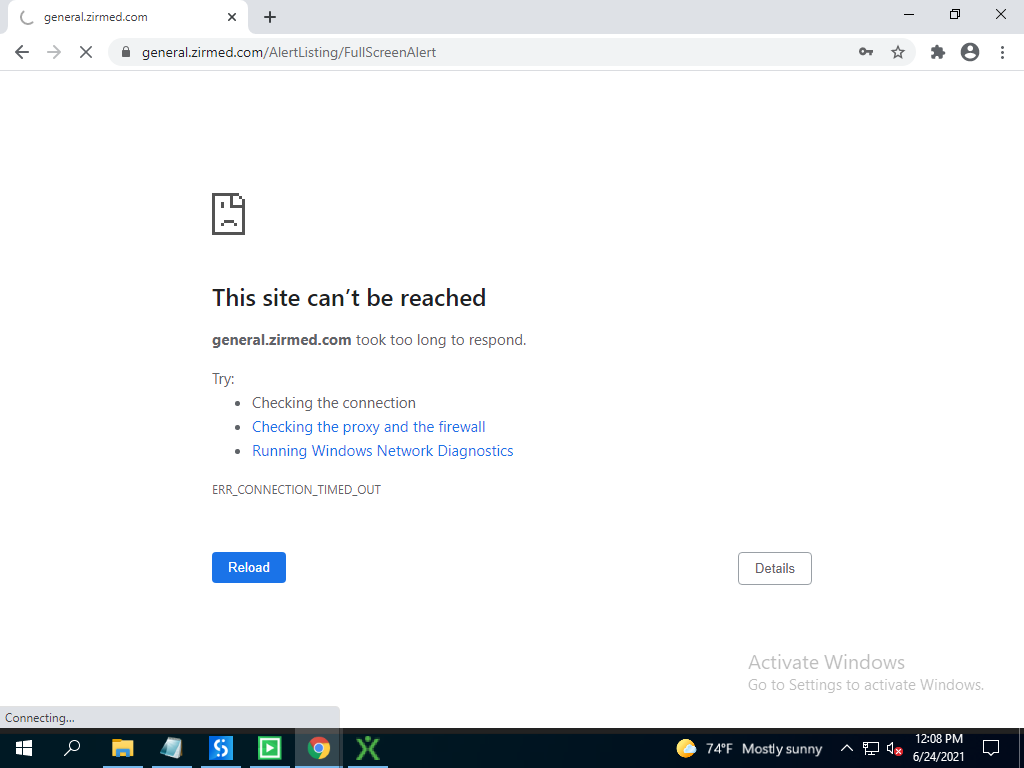 general.zirmed.com
general.zirmed.com/AlertListing/FullScreenAlert
This site can’t be reached
general.zirmed.com took too long to respond.
Try:
Checking the connection
Checking the proxy and the firewall
Running Windows Network Diagnostics
ERR_CONNECTION_TIMED_OUT
Reload
Details
Activate Windows
Go to Settings to activate Windows.
Connecting...
74°F Mostly sunny
12:08 PM
6/24/2021